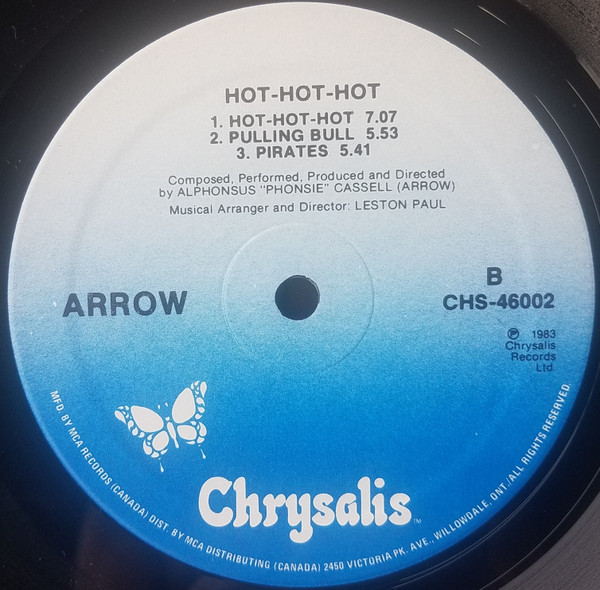 HOT-HOT-HOT
1. HOT-HOT-HOT 7.07
2. PULLING BULL 5.53
3. PIRATES 5.41
Composed, Performed, Produced and Directed
by ALPHONSUS "PHONSIE" CASSELL (ARROW)
Musical Arranger and Director: LESTON PAUL
ARROW
B
CHS-46002
℗ 1983
Chrysalis
Records
Ltd.
Chrysalis™
MFD. BY MCA RECORDS (CANADA) DIST. BY MCA DISTRIBUTING (CANADA) 2450 VICTORIA PK. AVE., WILLOWDALE, ONT./ALL RIGHTS RESERVED.